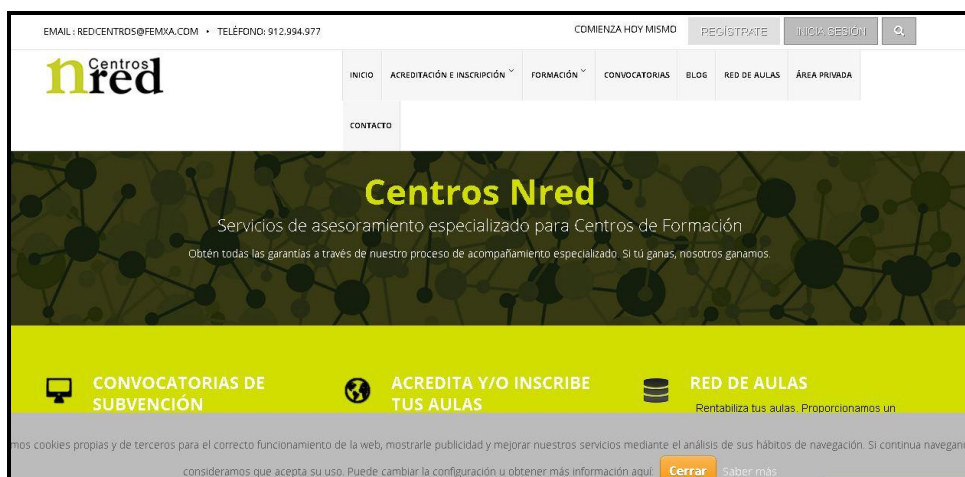 EMAIL : REDCENTROS@FEMXA.COM • TELÉFONO: 912.994.977
COMIENZA HOY MISMO
REGÍSTRATE
INICIA SESIÓN
Centros
nred
INICIO
ACREDITACIÓN E INSCRIPCIÓN
FORMACIÓN
CONVOCATORIAS
BLOG
RED DE AULAS
ÁREA PRIVADA
CONTACTO
Centros Nred
Servicios de asesoramiento especializado para Centros de Formación
Obtén todas las garantías a través de nuestro proceso de acompañamiento especializado. Si tú ganas, nosotros ganamos.
CONVOCATORIAS DE
SUBVENCIÓN
ACREDITA Y/O INSCRIBE
TUS AULAS
RED DE AULAS
Rentabiliza tus aulas. Proporcionamos un
mos cookies propias y de terceros para el correcto funcionamiento de la web, mostrarle publicidad y mejorar nuestros servicios mediante el análisis de sus hábitos de navegación. Si continua navegand
consideramos que acepta su uso. Puede cambiar la configuración u obtener más información aquí: Cerrar Saber más